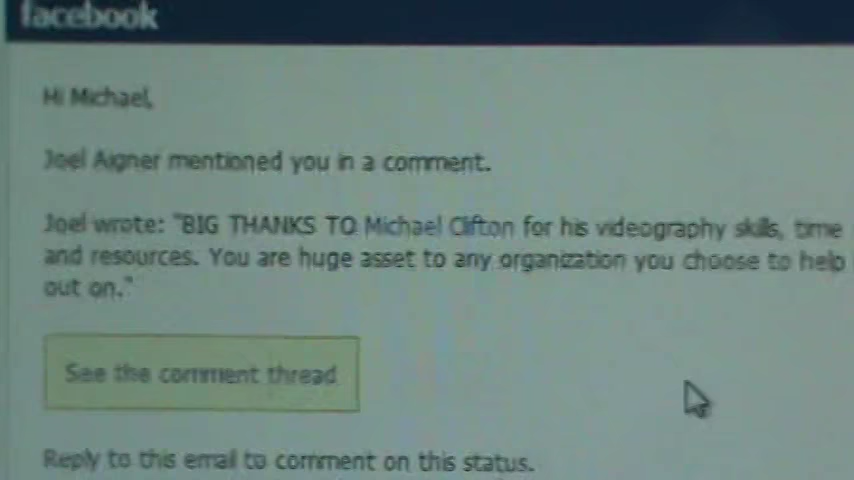 facebook
Hi Michael,
Joel Aigner mentioned you in a comment.
Joel wrote: "BIG THANKS TO Michael Clifton for his videography skills, time
and resources. You are huge asset to any organization you choose to help
out on."
See the comment thread
Reply to this email to comment on this status.